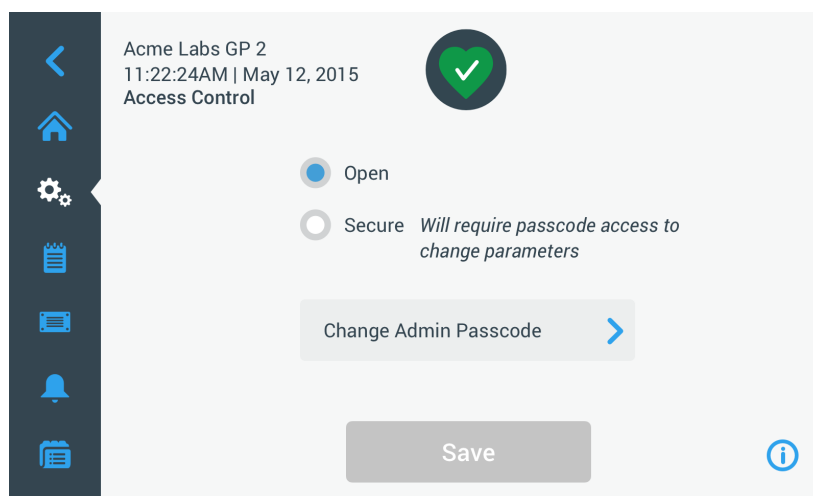 Acme Labs GP 2
11:22:24AM | May 12, 2015
Access Control
Open
Secure Will require passcode access to
change parameters
Change Admin Passcode
Save